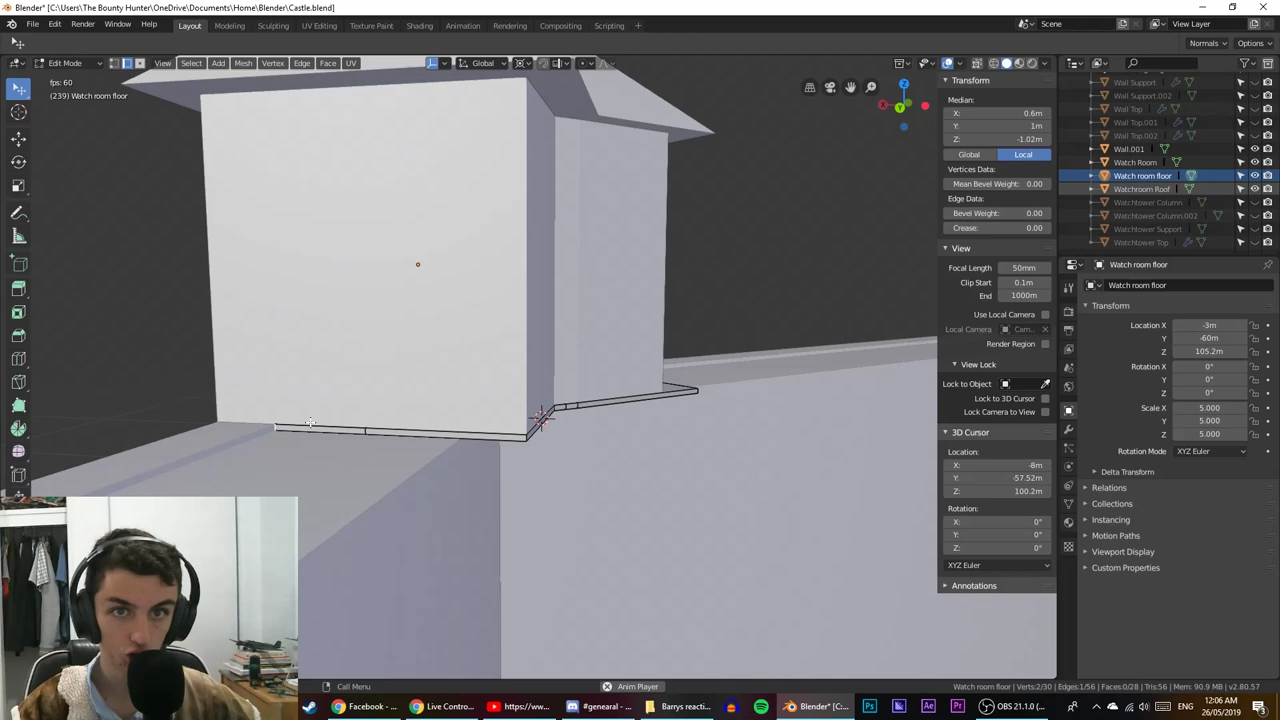 Blender* [C:\Users\The Bounty Hunter\OneDrive\Documents\Home\Blender\Castle.blend]
File Edit Render Window Help Layout Modeling Sculpting UV Editing Texture Paint Shading Animation Rendering Compositing Scripting Scene View Layer
Normals Options
Edit Mode View Select Add Mesh Vertex Edge Face UV Global
fps: 60
(239) Watch room floor
Z
X
Y
Transform
Median:
X: 0.6m
Y: 1m
Z: -1.02m
Global Local
Vertices Data:
Mean Bevel Weight: 0.00
Edge Data:
Bevel Weight: 0.00
Crease: 0.00
View
Focal Length 50mm
Clip Start 0.1m
End 1000m
Use Local Camera
Local Camera Cam...
Render Region
View Lock
Lock to Object
Lock to 3D Cursor
Lock Camera to View
3D Cursor
Location:
X: -8m
Y: -57.52m
Z: 100.2m
Rotation:
X: 0°
Y: 0°
Z: 0°
XYZ Euler
Annotations
Wall Support
Wall Support.002
Wall Top
Wall Top.001
Wall Top.002
Wall.001
Watch Room
Watch room floor
Watchroom Roof
Watchtower Column
Watchtower Column.002
Watchtower Support
Watchtower Top
Watch room floor
Watch room floor
Transform
Location X -3m
Y -60m
Z 105.2m
Rotation X 0°
Y 0°
Z 0°
Scale X 5.000
Y 5.000
Z 5.000
Rotation Mode XYZ Euler
Delta Transform
Relations
Collections
Instancing
Motion Paths
Viewport Display
Custom Properties
Call Menu Anim Player Watch room floor | Verts:2/30 | Edges:1/56 | Faces:0/28 | Tris:56 | Mem: 90.9 MB | v2.80.57
Facebook - ... Live Contro... https://ww... #genearal - ... Barrys reacti... Blender* [C:... Ps Ae Pr OBS 21.1.0 (... 12:06 AM
26/05/2019